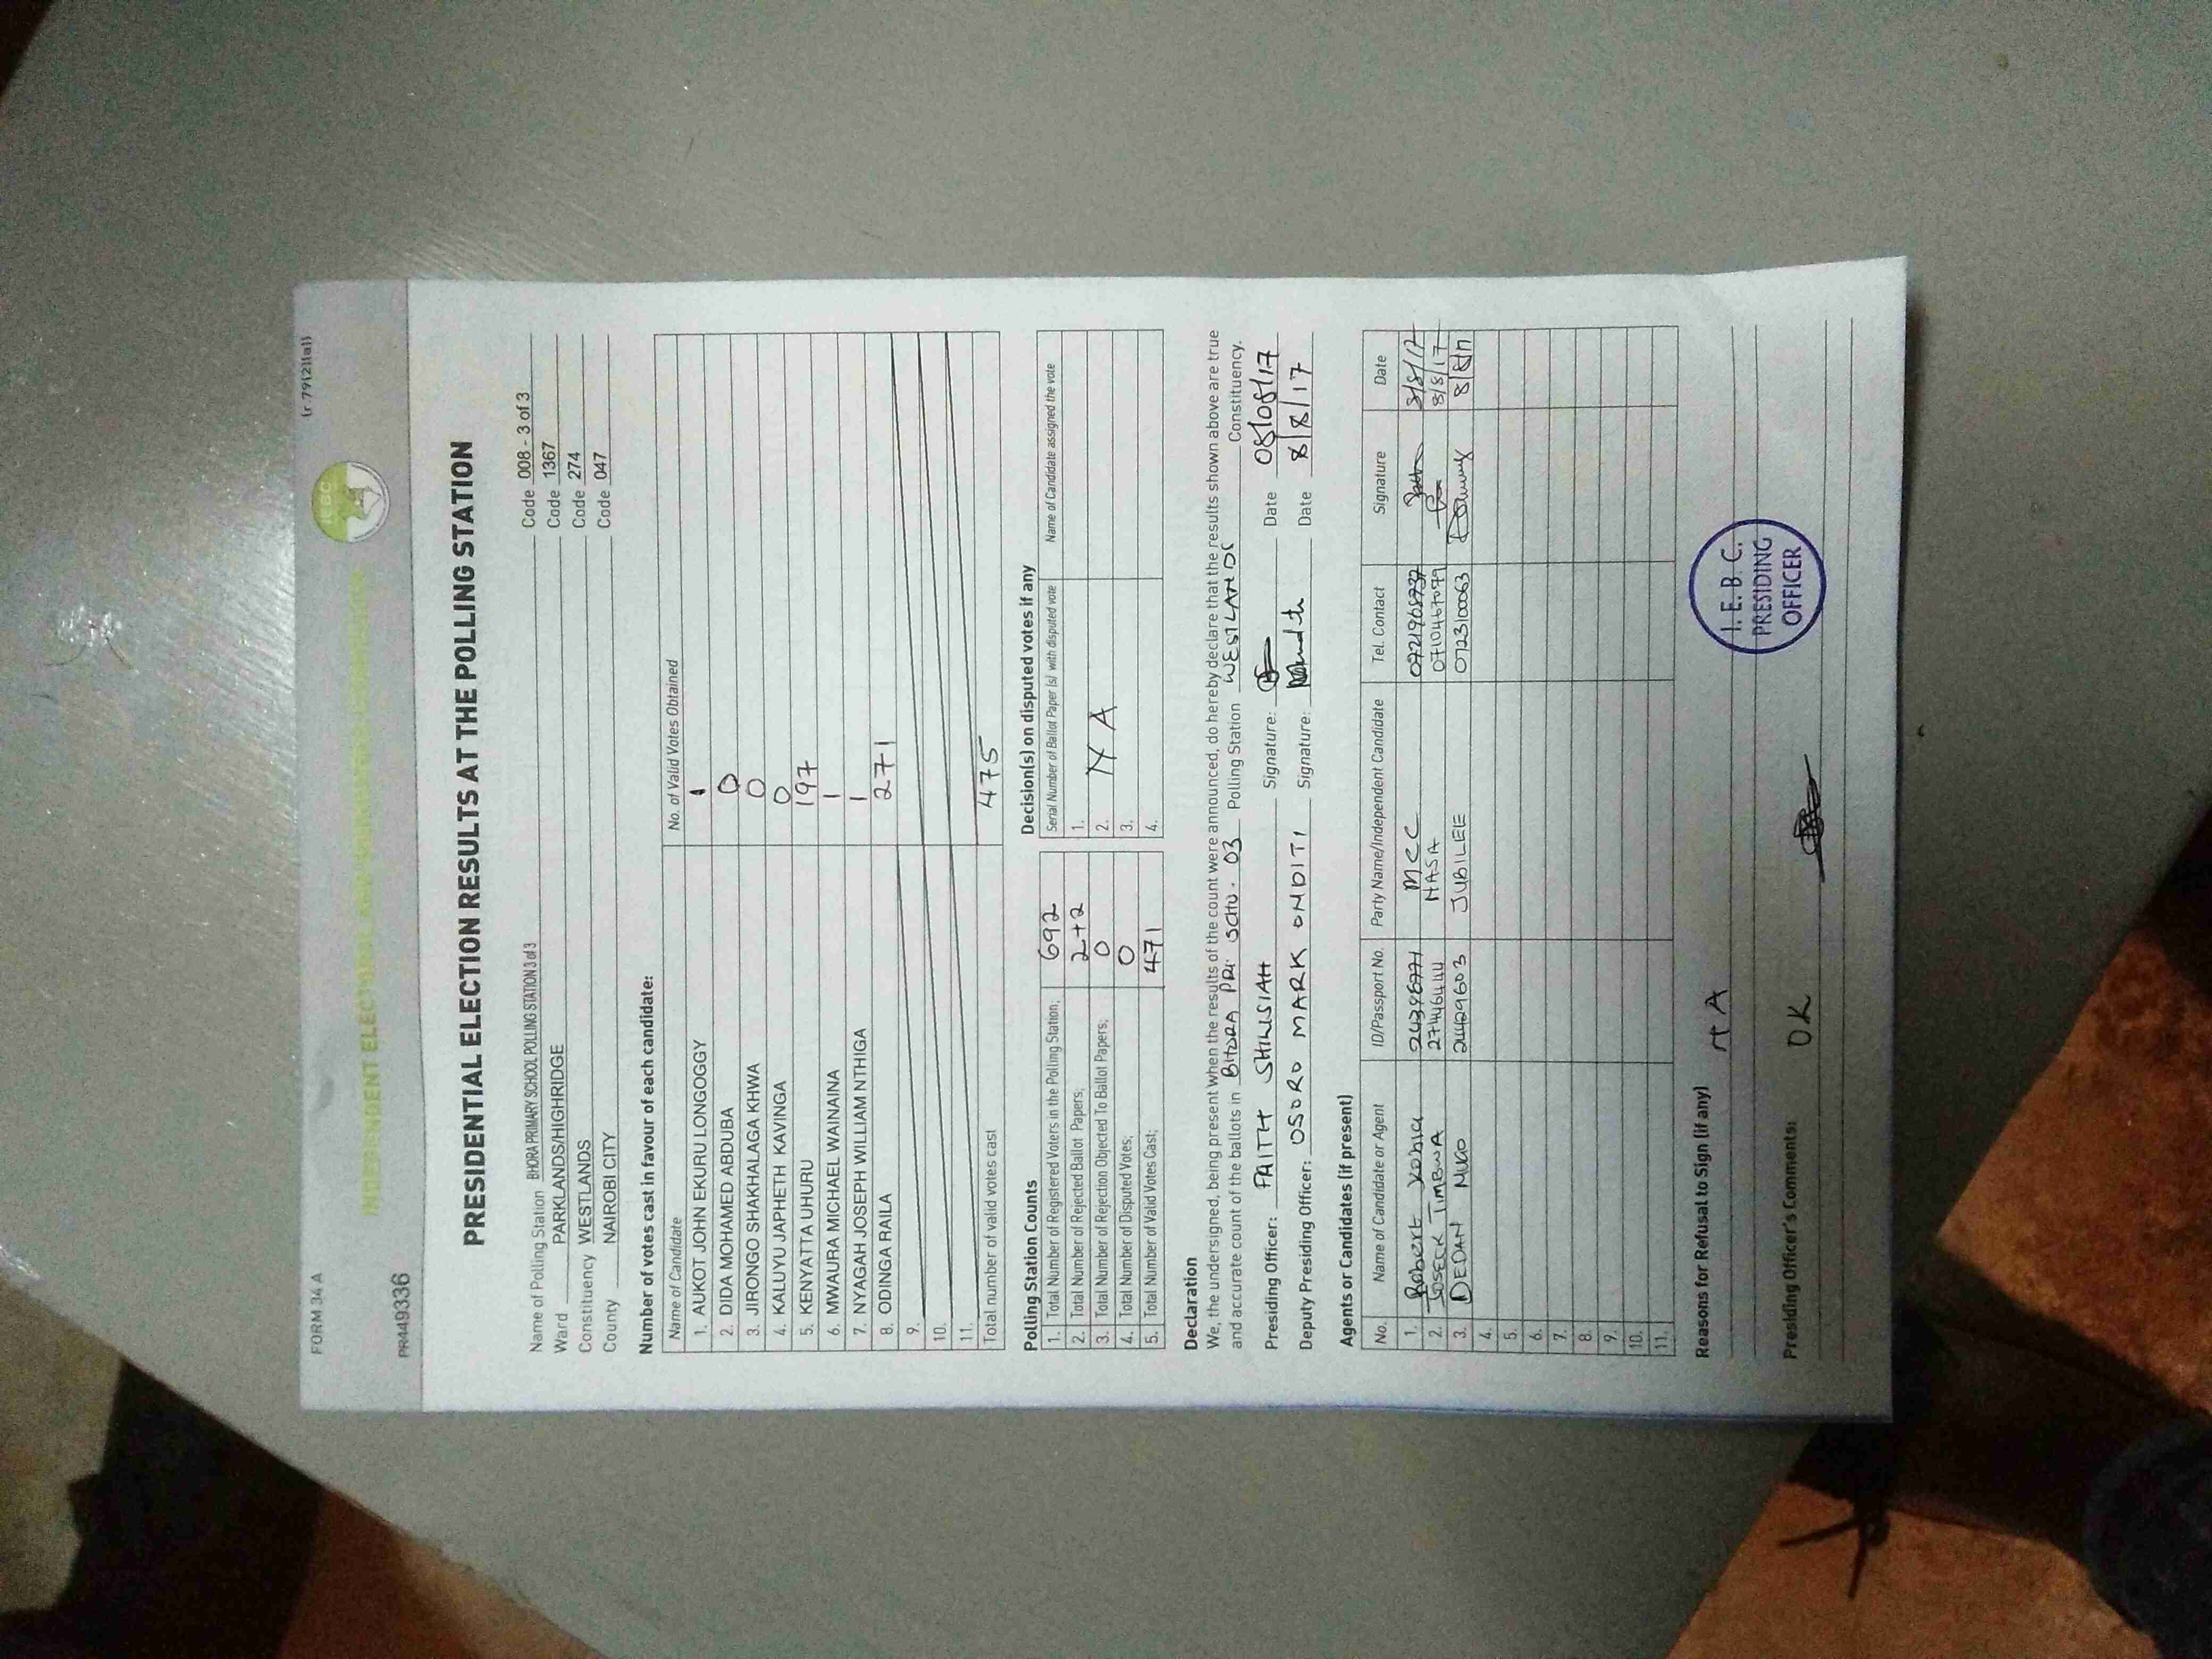 FORM 34 A
(r.79(2)(a))
IEBC
INDEPENDENT ELECTORAL AND BOUNDARIES COMMISSION
PR449336
PRESIDENTIAL ELECTION RESULTS AT THE POLLING STATION
Name of Polling Station BHORA PRIMARY SCHOOL POLLING STATION 3 of 3 Code 008 - 3 of 3
Ward PARKLANDS/HIGHRIDGE Code 1367
Constituency WESTLANDS Code 274
County NAIROBI CITY Code 047
Number of votes cast in favour of each candidate:
Name of Candidate No. of Valid Votes Obtained
1. AUKOT JOHN EKURU LONGOGGY 1
2. DIDA MOHAMED ABDUBA 0
3. JIRONGO SHAKHALAGA KHWA 0
4. KALUYU JAPHETH KAVINGA 0
5. KENYATTA UHURU 197
6. MWAURA MICHAEL WAINAINA 1
7. NYAGAH JOSEPH WILLIAM NTHIGA 1
8. ODINGA RAILA 271
9.
10.
11.
Total number of valid votes cast 475
Polling Station Counts
1. Total Number of Registered Voters in the Polling Station; 692
2. Total Number of Rejected Ballot Papers; 2+2
3. Total Number of Rejection Objected To Ballot Papers; 0
4. Total Number of Disputed Votes; 0
5. Total Number of Valid Votes Cast; 471
Decision(s) on disputed votes if any
Serial Number of Ballot Paper (s) with disputed vote Name of Candidate assigned the vote
1.
2. N A
3.
4.
Declaration
We, the undersigned, being present when the results of the count were announced, do hereby declare that the results shown above are true
and accurate count of the ballots in BHORA PRI SCHO. 03 Polling Station WESTLANDS Constituency.
Presiding Officer: FAITH SHILISIAH Signature: Date 08/08/17
Deputy Presiding Officer: OSORO MARK OMDITI Signature: Date 8/8/17
Agents or Candidates (if present)
No. Name of Candidate or Agent ID/Passport No. Party Name/Independent Candidate Tel. Contact Signature Date
1. Robert MCC 8/8/17
2. JOSECK TIMBWA 27446444 NASA 0710467079 8/8/17
3. DEDAN MUGO 24429603 JUBILEE 0723100063 8/8/17
4.
5.
6.
7.
8.
9.
10.
11.
Reasons for Refusal to Sign (if any)
N A
Presiding Officer's Comments: OK
I.E.B.C.
PRESIDING
OFFICER